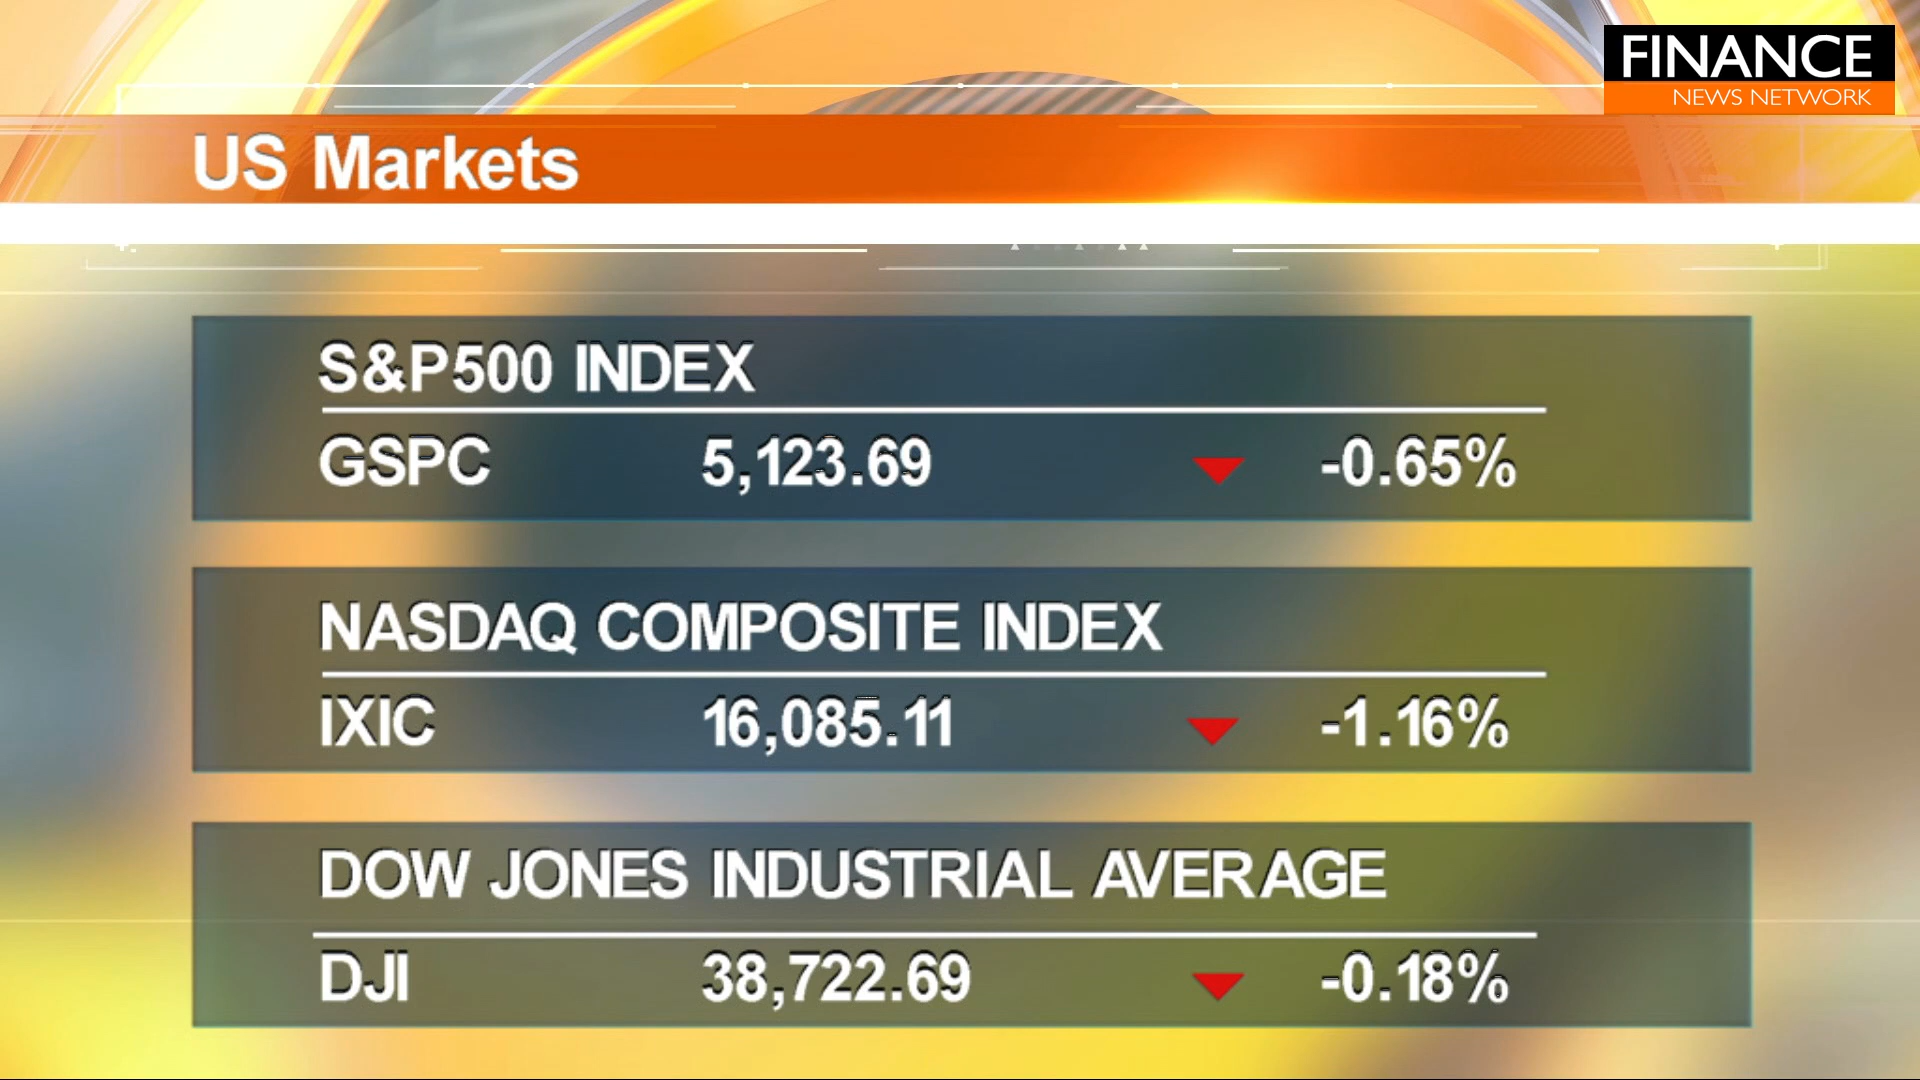 FINANCE
NEWS NETWORK
US Markets
S&P500 INDEX
GSPC 5,123.69 -0.65%
NASDAQ COMPOSITE INDEX
IXIC 16,085.11 -1.16%
DOW JONES INDUSTRIAL AVERAGE
DJI 38,722.69 -0.18%